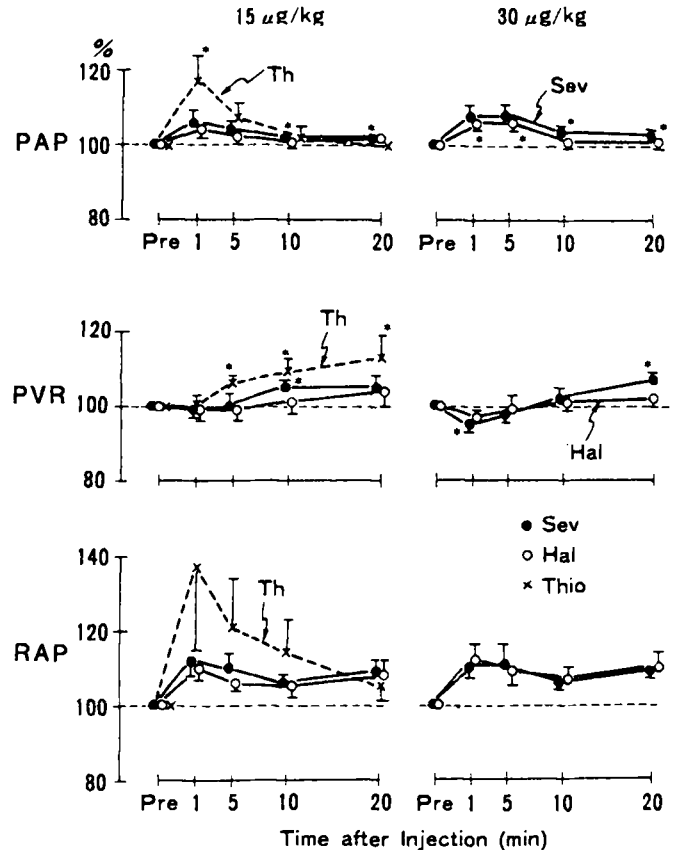 15 μg/kg 30 μg/kg
%
120 * Th * Sev
PAP 100 * * * * * *
80
Pre 1 5 10 20 Pre 1 5 10 20
120 Th *
* * * *
PVR 100 * Hal
80
140 ● Sev
○ Hal
Th × Thio
RAP 120
100
80
Pre 1 5 10 20 Pre 1 5 10 20
Time after Injection (min)